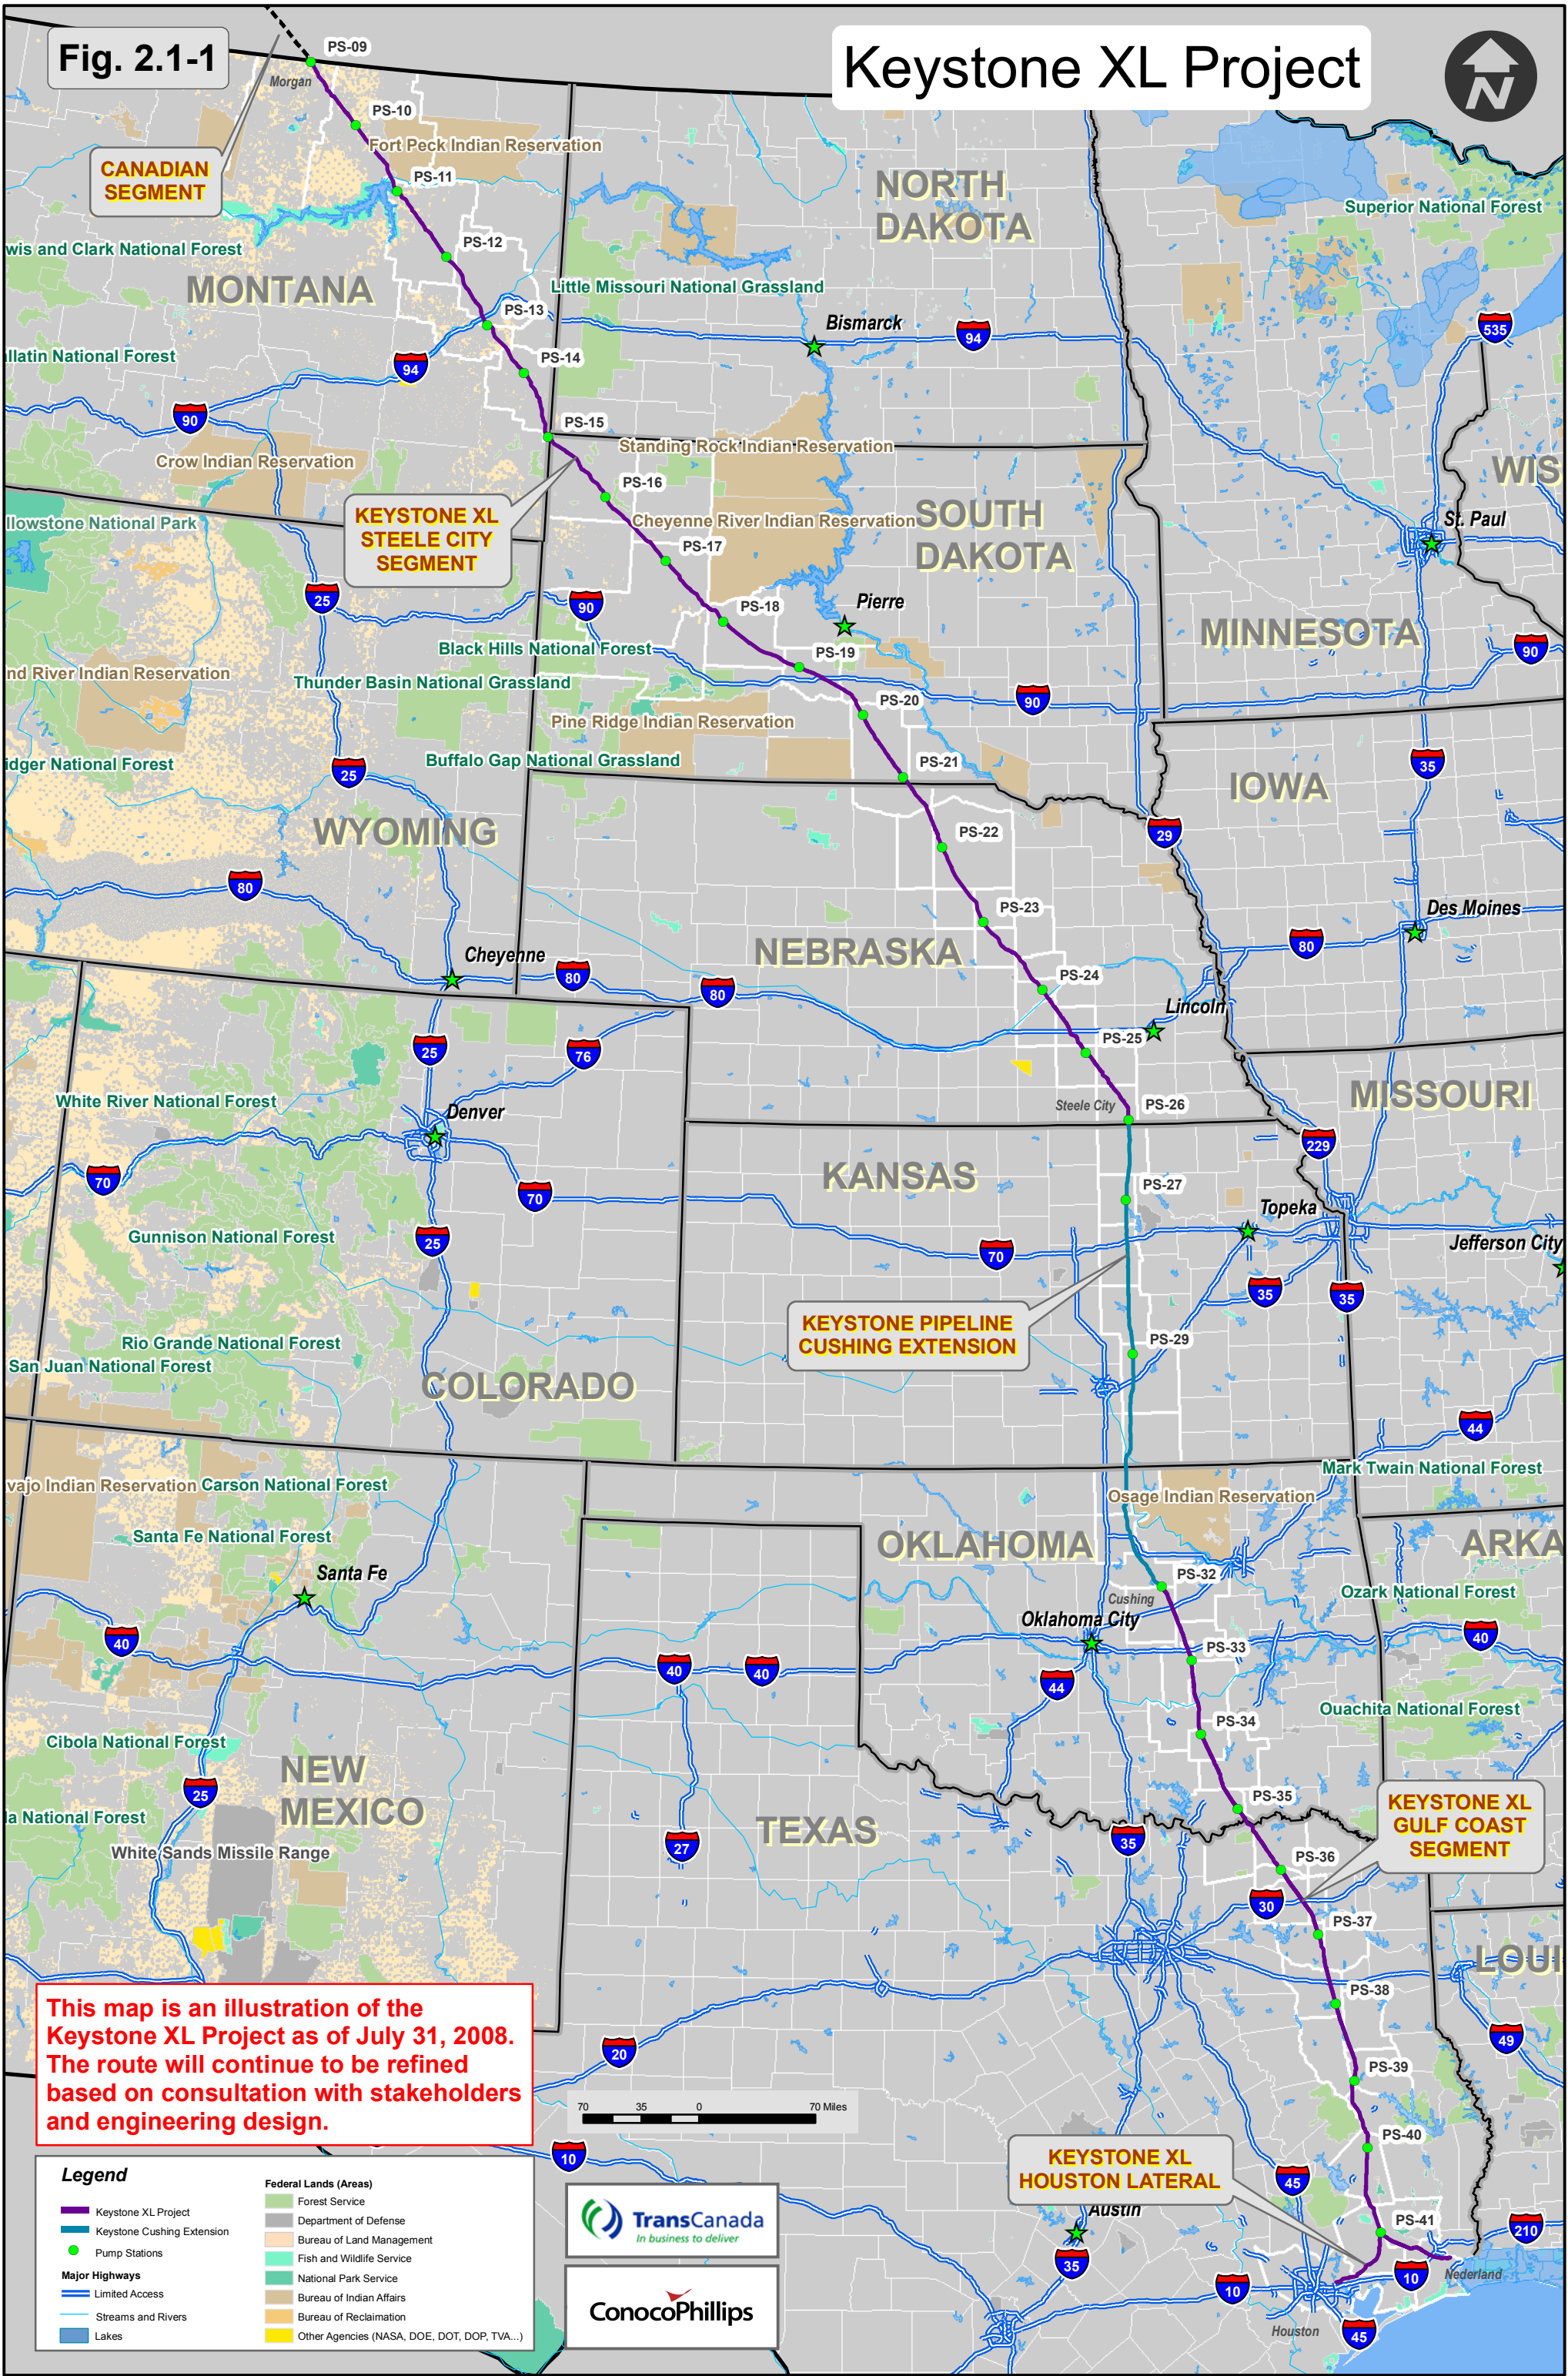 Fig. 2.1-1
Keystone XL Project
N
PS-09
Morgan
PS-10
Fort Peck Indian Reservation
CANADIAN
SEGMENT
PS-11
NORTH
DAKOTA
Superior National Forest
wis and Clark National Forest
PS-12
MONTANA
Little Missouri National Grassland
PS-13
Bismarck
94
535
llatin National Forest
PS-14
94
90
PS-15
Standing Rock Indian Reservation
Crow Indian Reservation
WIS
PS-16
KEYSTONE XL
STEELE CITY
SEGMENT
llowstone National Park
Cheyenne River Indian Reservation
SOUTH
DAKOTA
St. Paul
PS-17
25
90
PS-18
Pierre
MINNESOTA
Black Hills National Forest
PS-19
90
nd River Indian Reservation
Thunder Basin National Grassland
PS-20
90
Pine Ridge Indian Reservation
idger National Forest
25
Buffalo Gap National Grassland
PS-21
35
IOWA
WYOMING
PS-22
29
80
PS-23
Des Moines
NEBRASKA
80
Cheyenne
80
80
PS-24
Lincoln
25
76
PS-25
White River National Forest
Denver
Steele City
PS-26
MISSOURI
229
70
70
KANSAS
PS-27
Topeka
Gunnison National Forest
25
70
Jefferson City
35
35
KEYSTONE PIPELINE
CUSHING EXTENSION
Rio Grande National Forest
San Juan National Forest
PS-29
COLORADO
44
Mark Twain National Forest
vajo Indian Reservation
Carson National Forest
Osage Indian Reservation
Santa Fe National Forest
OKLAHOMA
ARKA
Santa Fe
PS-32
Cushing
Ozark National Forest
Oklahoma City
40
40
40
PS-33
40
44
Ouachita National Forest
Cibola National Forest
PS-34
NEW
MEXICO
25
PS-35
KEYSTONE XL
GULF COAST
SEGMENT
la National Forest
TEXAS
27
35
White Sands Missile Range
PS-36
30
PS-37
LOUI
This map is an illustration of the
Keystone XL Project as of July 31, 2008.
The route will continue to be refined
based on consultation with stakeholders
and engineering design.
PS-38
20
49
PS-39
70 35 0 70 Miles
PS-40
10
KEYSTONE XL
HOUSTON LATERAL
45
Austin
PS-41
210
35
10
10
Nederland
Houston
45
Legend
Keystone XL Project
Keystone Cushing Extension
Pump Stations
Major Highways
Limited Access
Streams and Rivers
Lakes
Federal Lands (Areas)
Forest Service
Department of Defense
Bureau of Land Management
Fish and Wildlife Service
National Park Service
Bureau of Indian Affairs
Bureau of Reclamation
Other Agencies (NASA, DOE, DOT, DOP, TVA...)
TransCanada
In business to deliver
ConocoPhillips